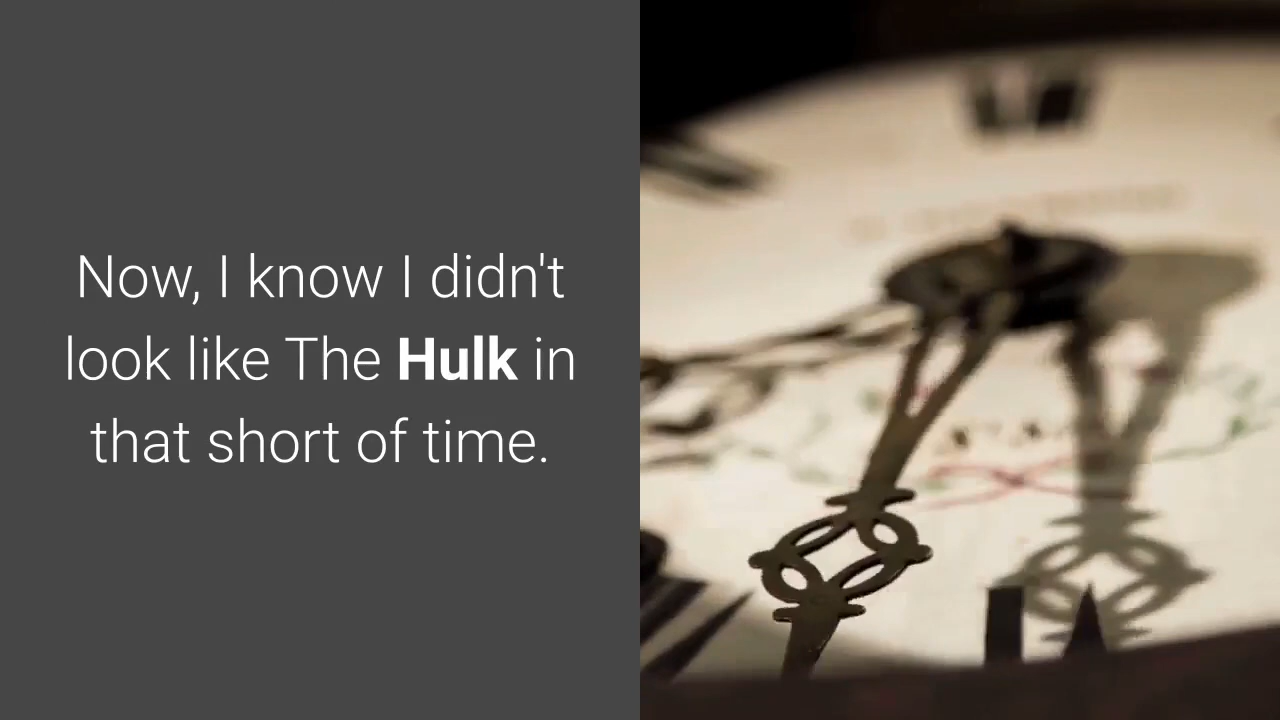 Now, I know I didn't
look like The Hulk in
that short of time.